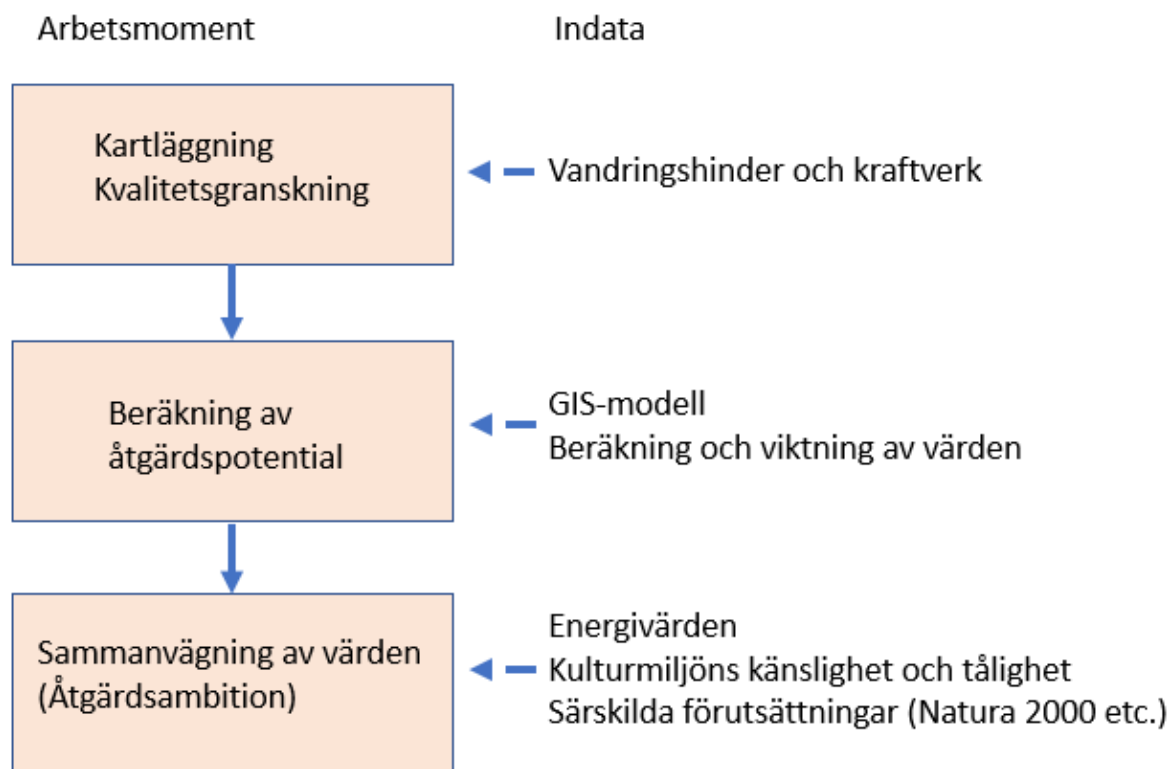 Arbetsmoment
Indata
Kartläggning
Kvalitetsgranskning
Vandringshinder och kraftverk
Beräkning av
åtgärdspotential
GIS-modell
Beräkning och viktning av värden
Sammanvägning av värden
(Åtgärdsambition)
Energivärden
Kulturmiljöns känslighet och tålighet
Särskilda förutsättningar (Natura 2000 etc.)